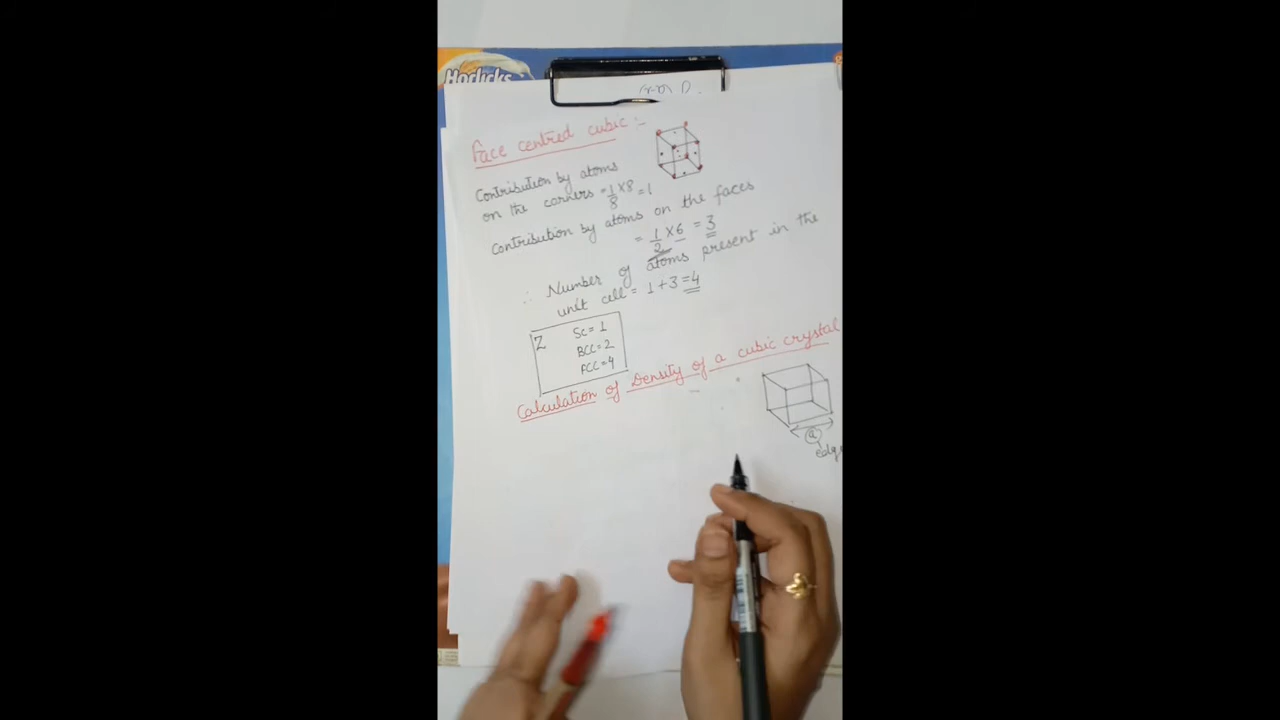 Horlicks
Face centred cubic :-
Contribution by atoms
on the corners = 1/8 × 8 = 1
Contribution by atoms on the faces
= 1/2 × 6 = 3
∴ Number of atoms present in the
unit cell = 1 + 3 = 4
Z SC = 1
BCC = 2
FCC = 4
Calculation of Density of a cubic crystal
a
edge